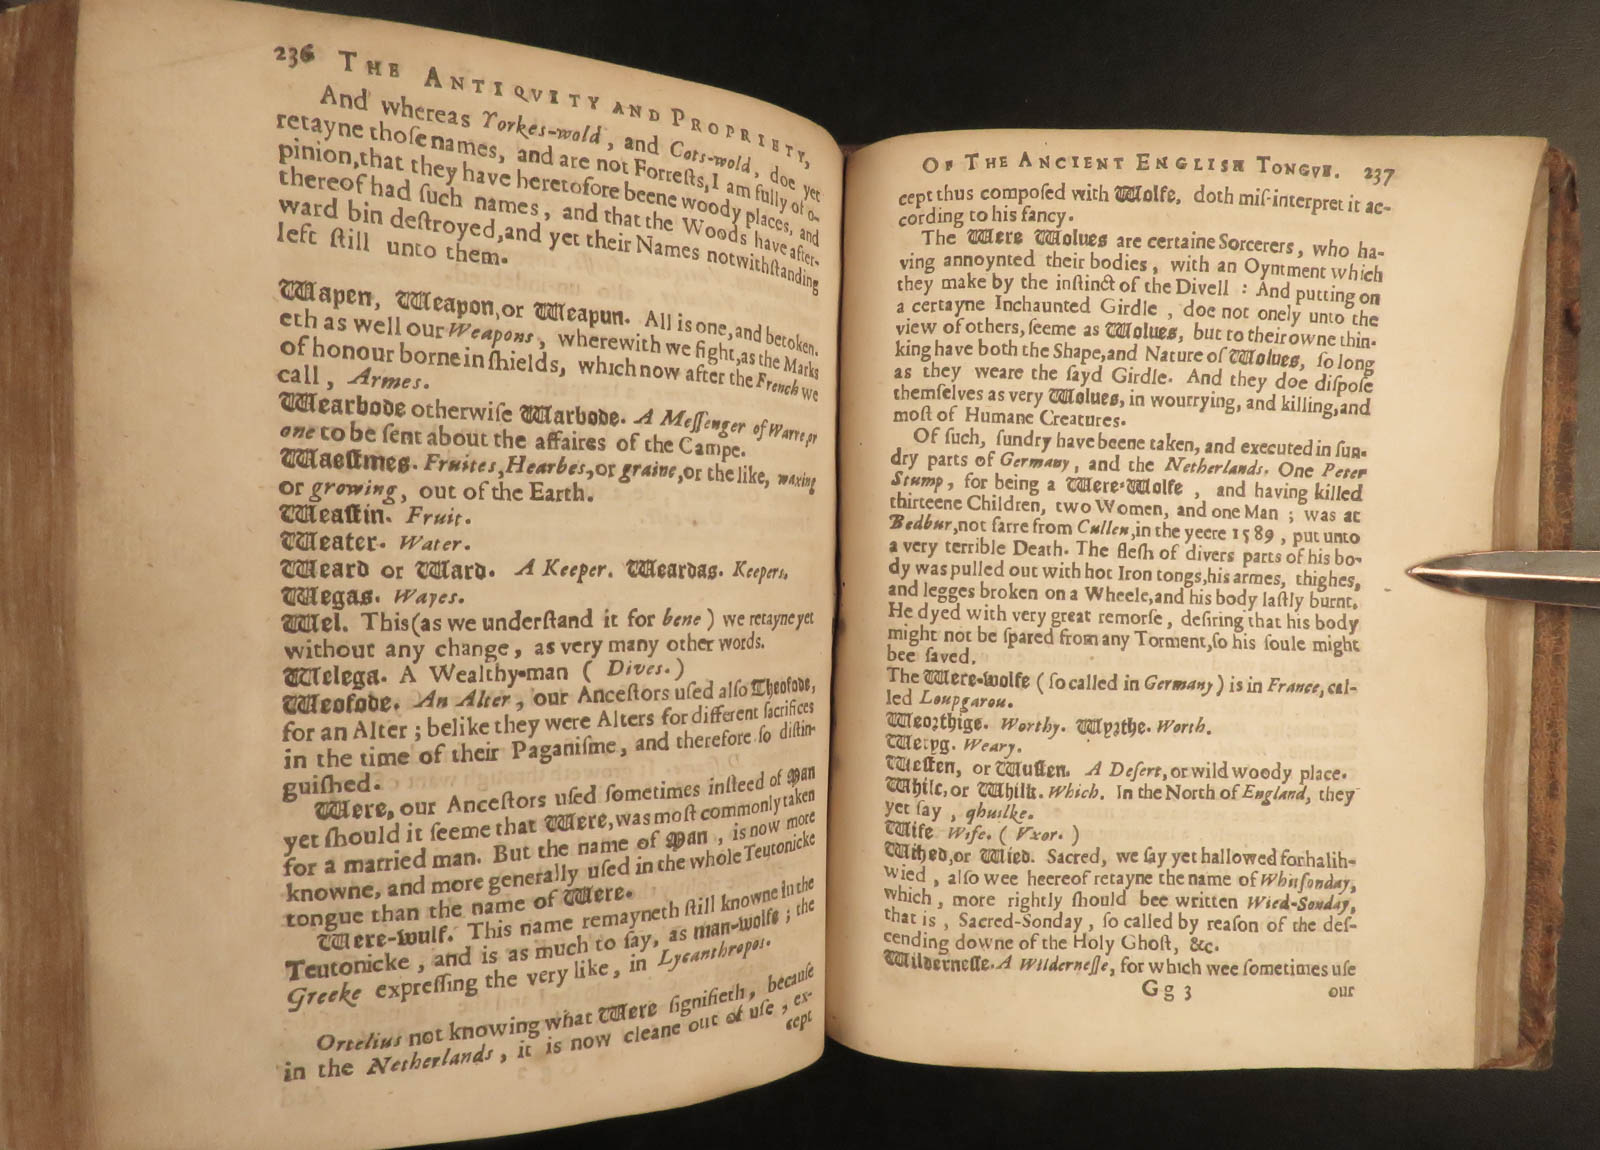 236 THE ANTIQVITY AND PROPRIETY,
And whereas Yorkes-wold, and Cots-wold, doe yet
retayne thoſe names, and are not Forreſts, I am fully of o-
pinion, that they have heretofore beene woody places, and
thereof had ſuch names, and that the Woods have after-
ward bin deſtroyed, and yet their Names notwithſtanding
left ſtill unto them.
Wapen, Weapon, or Weapun. All is one, and betoken-
eth as well our Weapons, wherewith we fight, as the Marks
of honour borne in ſhields, which now after the French we
call, Armes.
Wearbode otherwiſe Warbode. A Meſſenger of Warre or
one to be ſent about the affaires of the Campe.
Waeſtmes. Fruites, Hearbes, or graine, or the like, waxing
or growing, out of the Earth.
Weaſtin. Fruit.
Weater. Water.
Weard or Ward. A Keeper. Weardas. Keepers.
Wegas. Wayes.
Wel. This (as we underſtand it for bene) we retayne yet
without any change, as very many other words.
Welega. A Wealthy-man ( Dives. )
Weofode. An Alter, our Anceſtors uſed alſo Theofode,
for an Alter; belike they were Alters for different ſacrifices
in the time of their Paganiſme, and therefore ſo diſtin-
guiſhed.
Were, our Anceſtors uſed ſometimes inſteed of Man
yet ſhould it ſeeme that Were, was moſt commonly taken
for a married man. But the name of Man, is now more
knowne, and more generally uſed in the whole Teutonicke
tongue than the name of Were.
Were-wulf. This name remayneth ſtill knowne in the
Teutonicke, and is as much to ſay, as man-wolfe; the
Greeke expreſſing the very like, in Lycanthropos.
Ortelius not knowing what Were ſignifieth, becauſe
in the Netherlands, it is now cleane out of uſe, ex-
cept
OF THE ANCIENT ENGLISH TONGVE. 237
cept thus compoſed with Wolfe, doth miſ-interpret it ac-
cording to his fancy.
The Were Wolues are certaine Sorcerers, who ha-
ving annoynted their bodies, with an Oyntment which
they make by the inſtinct of the Divell : And putting on
a certayne Inchaunted Girdle, doe not onely unto the
view of others, ſeeme as Wolues, but to their owne thin-
king have both the Shape, and Nature of Wolues, ſo long
as they weare the ſayd Girdle. And they doe diſpoſe
themſelves as very Wolues, in wourrying, and killing, and
moſt of Humane Creatures.
Of ſuch, ſundry have beene taken, and executed in ſun-
dry parts of Germany, and the Netherlands. One Peter
Stump, for being a Were-Wolfe, and having killed
thirteene Children, two Women, and one Man ; was at
Bedbur, not farre from Cullen, in the yeere 1589, put unto
a very terrible Death. The fleſh of divers parts of his bo-
dy was pulled out with hot Iron tongs, his armes, thighes,
and legges broken on a Wheele, and his body laſtly burnt.
He dyed with very great remorſe, deſiring that his body
might not be ſpared from any Torment, ſo his ſoule might
bee ſaved.
The Were-wolfe ( ſo called in Germany ) is in France, cal-
led Loupgarou.
Weorthige. Worthy. Wyrthe. Worth.
Weryg. Weary.
Weſten, or Wuſten. A Deſert, or wild woody place.
While, or Whilk. Which. In the North of England, they
yet ſay, qhuilke.
Wife Wife. ( Vxor. )
Wihed, or Wied. Sacred, we ſay yet hallowed for halih-
wied, alſo wee heereof retayne the name of Whitſonday,
which, more rightly ſhould bee written Wied-Sonday,
that is, Sacred-Sonday, ſo called by reaſon of the deſ-
cending downe of the Holy Ghoſt, &c.
Wilderneſſe. A Wilderneſſe, for which wee ſometimes uſe
Gg 3 our